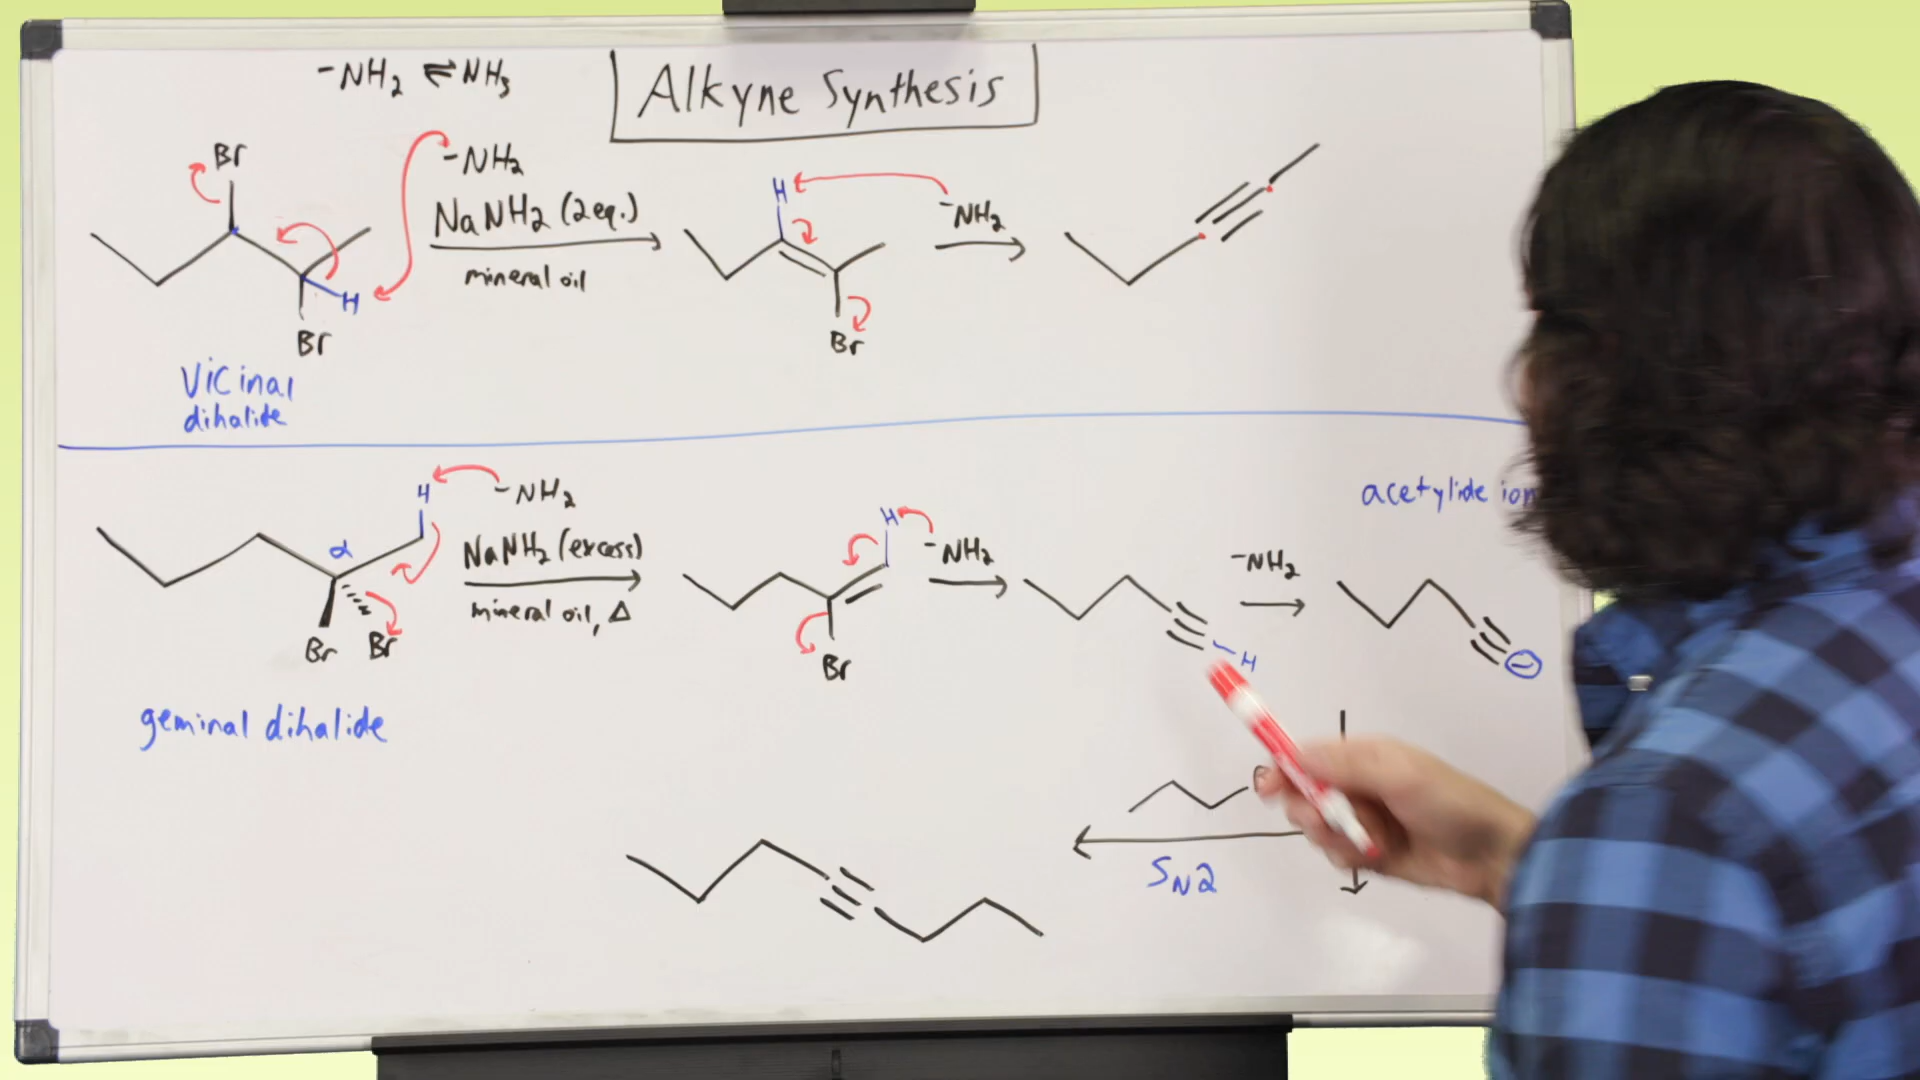 -NH2 ⇌ NH3
Alkyne Synthesis
Br
-NH2
NaNH2 (2eq.)
mineral oil
H
Br
H
-NH2
Br
Vicinal
dihalide
H
-NH2
α
NaNH2 (excess)
mineral oil, Δ
Br
Br
H
-NH2
Br
H
-NH2
acetylide ion
-
geminal dihalide
SN2